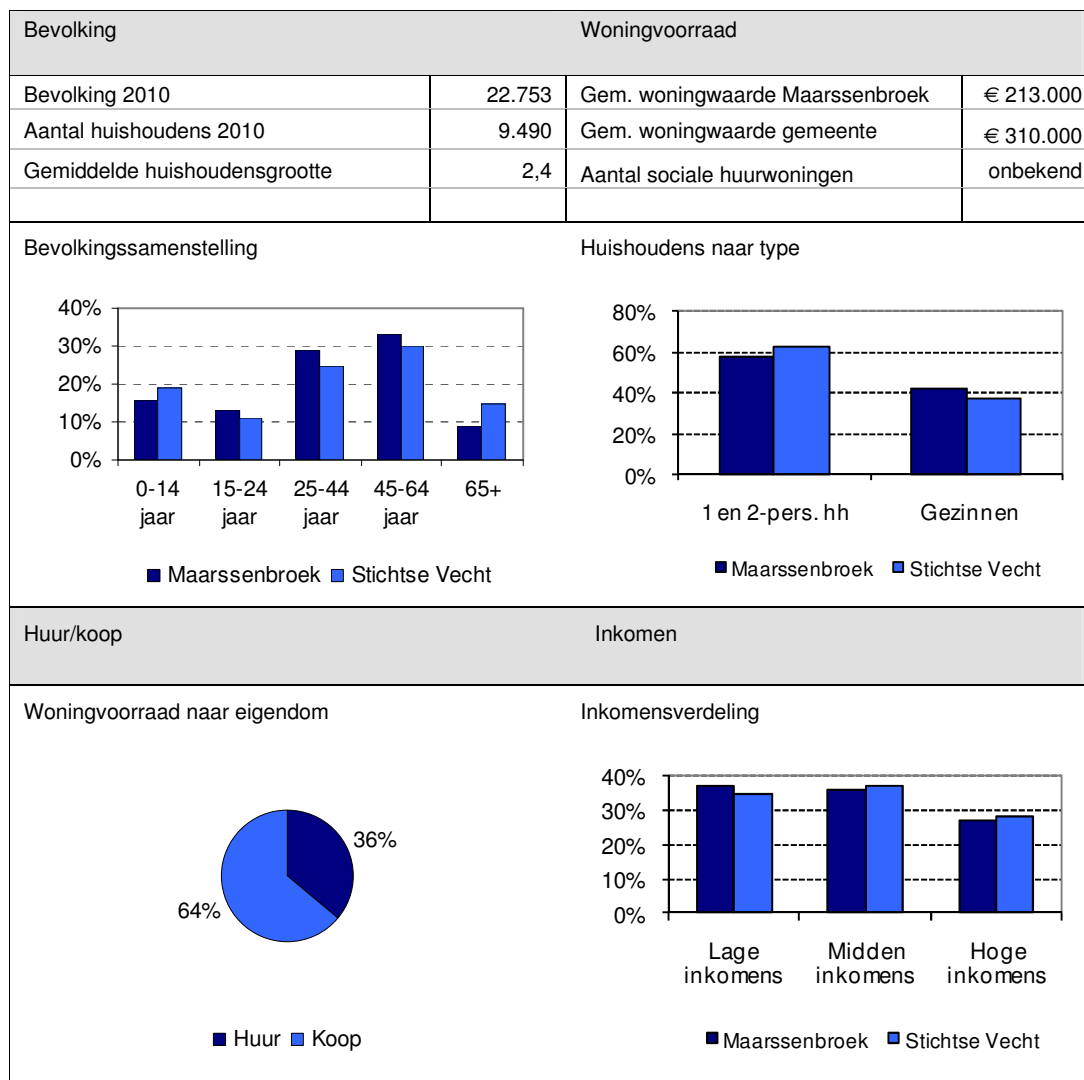 Bevolking Woningvoorraad
Bevolking 2010 22.753 Gem. woningwaarde Maarssenbroek € 213.000
Aantal huishoudens 2010 9.490 Gem. woningwaarde gemeente € 310.000
Gemiddelde huishoudensgrootte 2,4 Aantal sociale huurwoningen onbekend
Bevolkingssamenstelling
40%
30%
20%
10%
0%
0-14 15-24 25-44 45-64 65+
jaar jaar jaar jaar
Maarssenbroek Stichtse Vecht
Huishoudens naar type
80%
60%
40%
20%
0%
1 en 2-pers. hh Gezinnen
Maarssenbroek Stichtse Vecht
Huur/koop Inkomen
Woningvoorraad naar eigendom
36%
64%
Huur Koop
Inkomensverdeling
40%
30%
20%
10%
0%
Lage Midden Hoge
inkomens inkomens inkomens
Maarssenbroek Stichtse Vecht